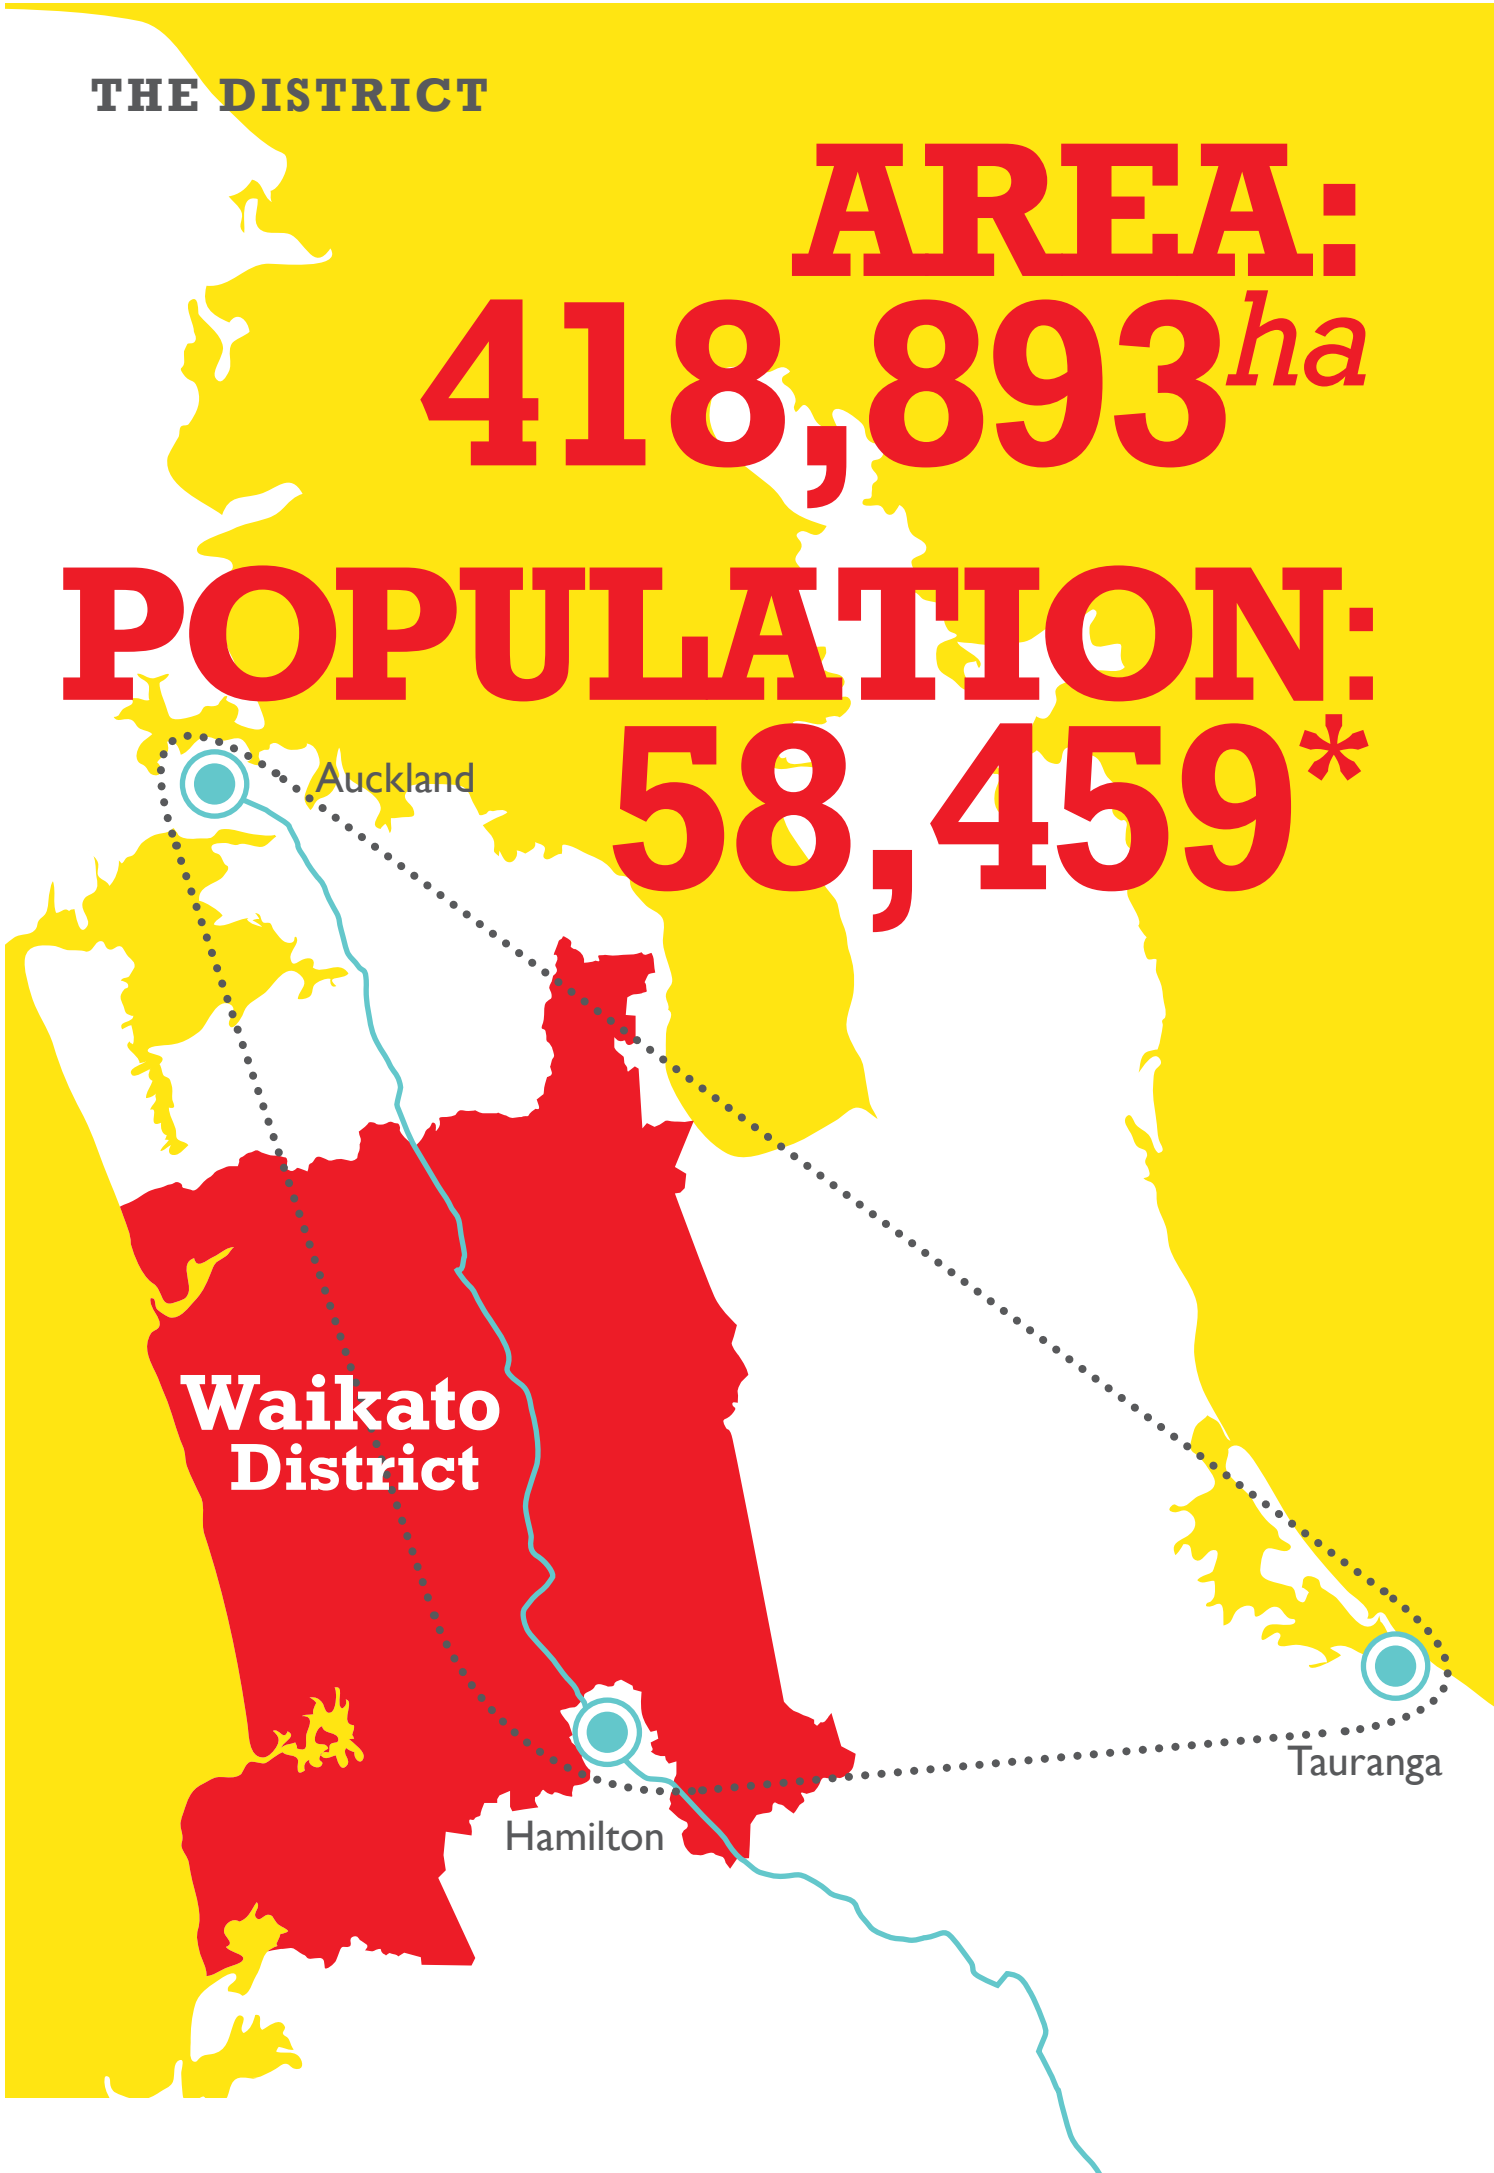 THE DISTRICT
AREA:
418,893ha
POPULATION:
58,459*
Auckland
Waikato
District
Tauranga
Hamilton